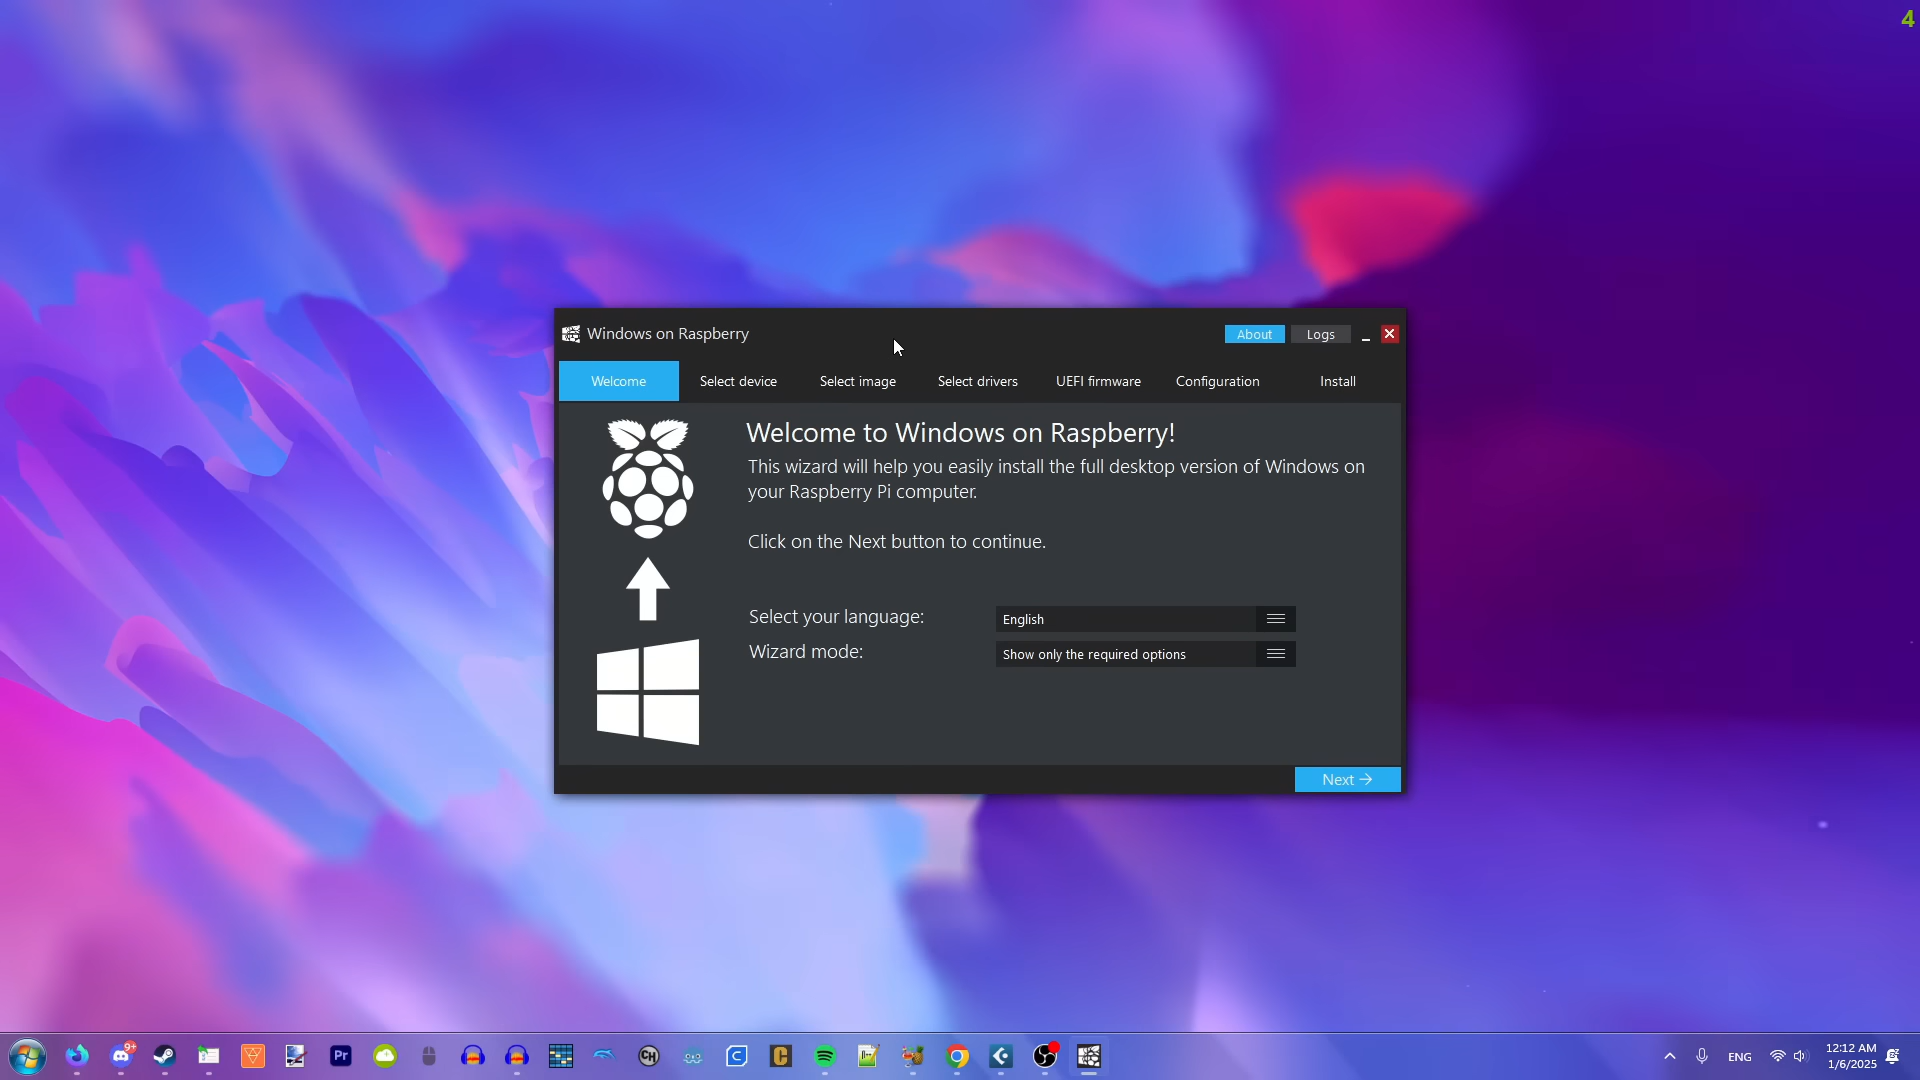 4
Windows on Raspberry
About
Logs
Welcome
Select device
Select image
Select drivers
UEFI firmware
Configuration
Install
Welcome to Windows on Raspberry!
This wizard will help you easily install the full desktop version of Windows on
your Raspberry Pi computer.
Click on the Next button to continue.
Select your language:
English
Wizard mode:
Show only the required options
Next →
9+
Pr
CH
C
C
ENG
12:12 AM
1/6/2025